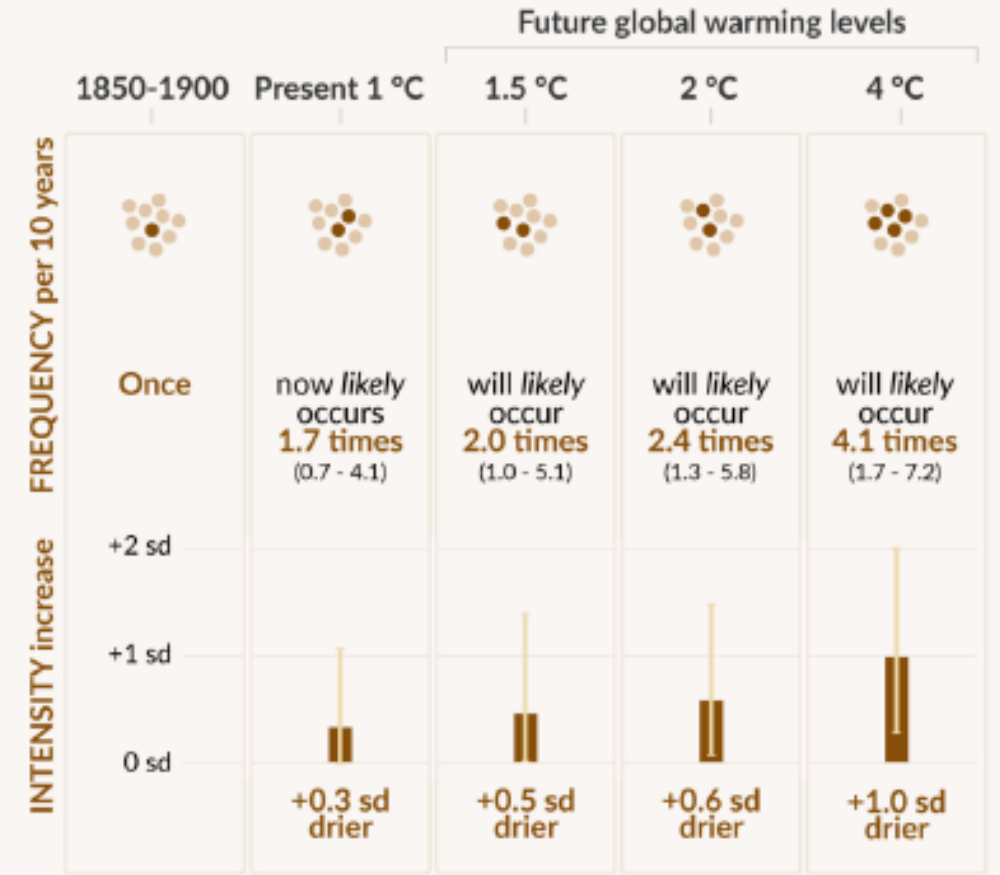 Future global warming levels
1850-1900 Present 1 °C 1.5 °C 2 °C 4 °C
FREQUENCY per 10 years
Once
now likely
occurs
1.7 times
(0.7 - 4.1)
will likely
occur
2.0 times
(1.0 - 5.1)
will likely
occur
2.4 times
(1.3 - 5.8)
will likely
occur
4.1 times
(1.7 - 7.2)
INTENSITY increase
+2 sd
+1 sd
0 sd
+0.3 sd
drier
+0.5 sd
drier
+0.6 sd
drier
+1.0 sd
drier